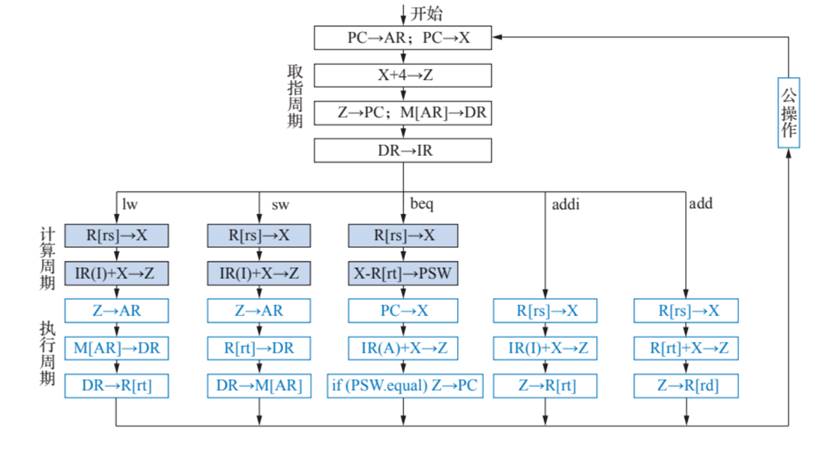 开始
PC→AR；PC→X
取指周期
X+4→Z
Z→PC；M[AR]→DR
DR→IR
公操作
lw
sw
beq
addi
add
计算周期
R[rs]→X
R[rs]→X
R[rs]→X
IR(I)+X→Z
IR(I)+X→Z
X-R[rt]→PSW
执行周期
Z→AR
Z→AR
PC→X
R[rs]→X
R[rs]→X
M[AR]→DR
R[rt]→DR
IR(A)+X→Z
IR(I)+X→Z
R[rt]+X→Z
DR→R[rt]
DR→M[AR]
if (PSW.equal) Z→PC
Z→R[rt]
Z→R[rd]